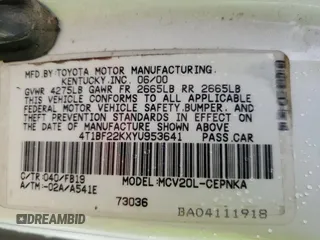 MFD.BY TOYOTA MOTOR MANUFACTURING,
KENTUCKY,INC. 06/00
GVWR 4275LB GAWR FR 2665LB RR 2665LB
THIS VEHICLE CONFORMS TO ALL APPLICABLE
FEDERAL MOTOR VEHICLE SAFETY,BUMPER, AND
THEFT PREVENTION STANDARDS IN EFFECT ON
THE DATE OF MANUFACTURE SHOWN ABOVE.
4T1BF22KXYU953641 PASS.CAR
C/TR:040/FB19 MODEL:MCV20L-CEPNKA
A/TM:-02A/A541E
73036 BA04111918
DREAMBID